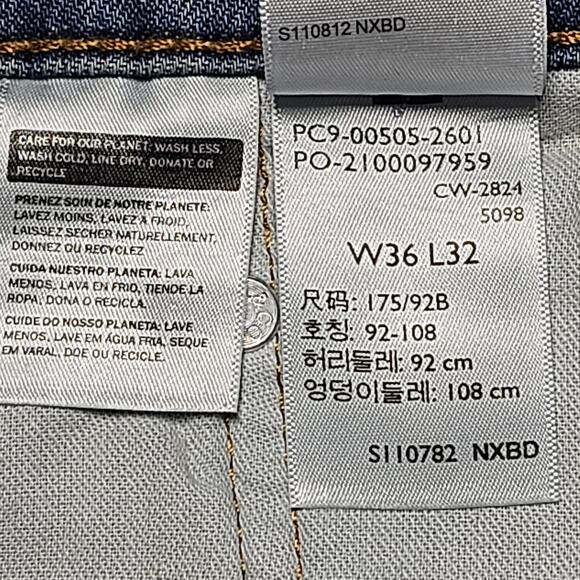 S110812 NXBD
CARE FOR OUR PLANET: WASH LESS,
WASH COLD, LINE DRY, DONATE OR
RECYCLE
PRENEZ SOIN DE NOTRE PLANETE:
LAVEZ MOINS, LAVEZ A FROID,
LAISSEZ SECHER NATURELLEMENT,
DONNEZ OU RECYCLEZ
CUIDA NUESTRO PLANETA: LAVA
MENOS, LAVA EN FRIO, TIENDE LA
ROPA, DONA O RECICLA.
CUIDE DO NOSSO PLANETA: LAVE
MENOS, LAVE EM ÁGUA FRIA, SEQUE
EM VARAL, DOE OU RECICLE.
PC9-00505-2601
PO-2100097959
CW-2824
5098
W36 L32
尺码: 175/92B
호칭: 92-108
허리둘레: 92 cm
엉덩이둘레: 108 cm
S110782 NXBD